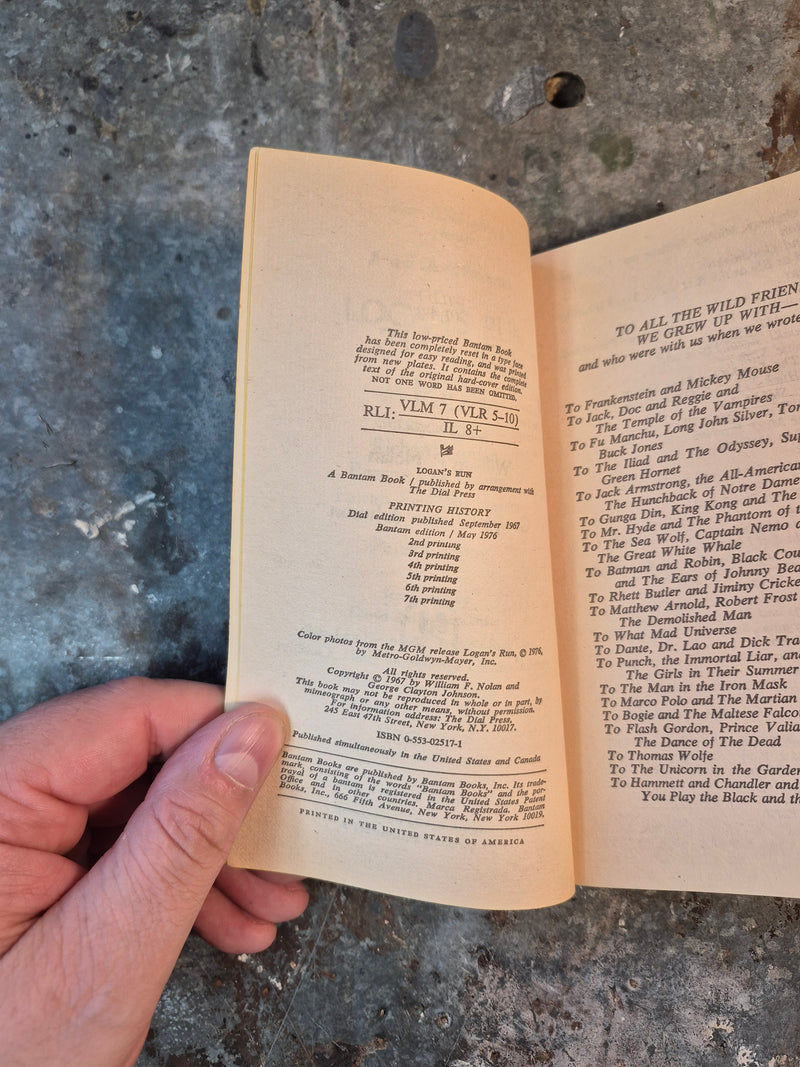 This low-priced Bantam Book
has been completely reset in a type face
designed for easy reading, and was printed
from new plates. It contains the complete
text of the original hard-cover edition.
NOT ONE WORD HAS BEEN OMITTED.
RLI: VLM 7 (VLR 5–10)
IL 8+
LOGAN'S RUN
A Bantam Book / published by arrangement with
The Dial Press
PRINTING HISTORY
Dial edition published September 1967
Bantam edition / May 1976
2nd printing
3rd printing
4th printing
5th printing
6th printing
7th printing
Color photos from the MGM release Logan's Run, © 1976,
by Metro-Goldwyn-Mayer, Inc.
All rights reserved.
Copyright © 1967 by William F. Nolan and
George Clayton Johnson.
This book may not be reproduced in whole or in part, by
mimeograph or any other means, without permission.
For information address: The Dial Press,
245 East 47th Street, New York, N.Y. 10017.
ISBN 0-553-02517-1
Published simultaneously in the United States and Canada
Bantam Books are published by Bantam Books, Inc. Its trade-
mark, consisting of the words "Bantam Books" and the por-
trayal of a bantam is registered in the United States Patent
Office and in other countries. Marca Registrada. Bantam
Books, Inc., 666 Fifth Avenue, New York, New York 10019.
PRINTED IN THE UNITED STATES OF AMERICA
TO ALL THE WILD FRIEN
WE GREW UP WITH—
and who were with us when we wrote
To Frankenstein and Mickey Mouse
To Jack, Doc and Reggie and
The Temple of the Vampires
To Fu Manchu, Long John Silver, Tom
Buck Jones
To The Iliad and The Odyssey, Sup
Green Hornet
To Jack Armstrong, the All-American
The Hunchback of Notre Dame
To Gunga Din, King Kong and The
To Mr. Hyde and The Phantom of t
To The Sea Wolf, Captain Nemo a
The Great White Whale
To Batman and Robin, Black Cou
and The Ears of Johnny Bea
To Rhett Butler and Jiminy Cricke
To Matthew Arnold, Robert Frost
The Demolished Man
To What Mad Universe
To Dante, Dr. Lao and Dick Tra
To Punch, the Immortal Liar, an
The Girls in Their Summer
To The Man in the Iron Mask
To Marco Polo and The Martian
To Bogie and The Maltese Falco
To Flash Gordon, Prince Valia
The Dance of The Dead
To Thomas Wolfe
To The Unicorn in the Garden
To Hammett and Chandler and
You Play the Black and th